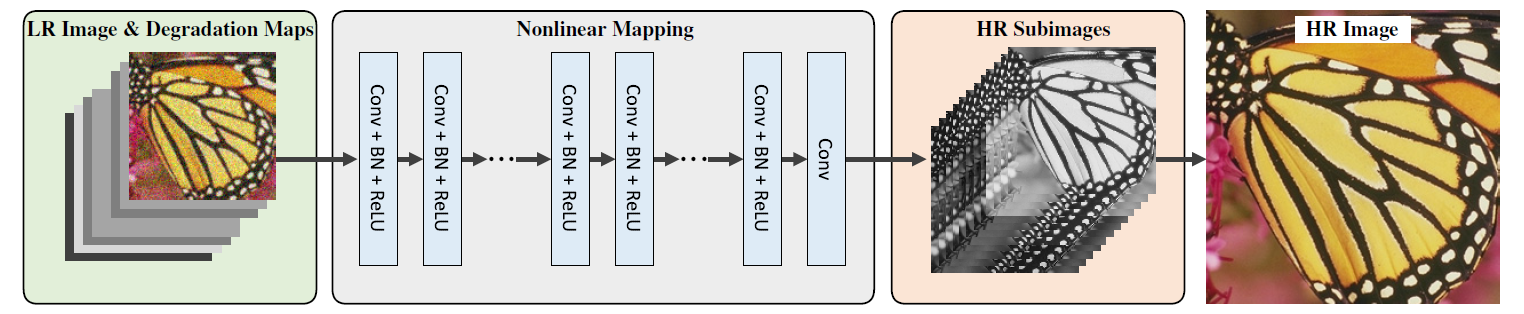 LR Image & Degradation Maps
Nonlinear Mapping
Conv + BN + ReLU
Conv + BN + ReLU
...
Conv + BN + ReLU
Conv + BN + ReLU
...
Conv + BN + ReLU
Conv
HR Subimages
HR Image